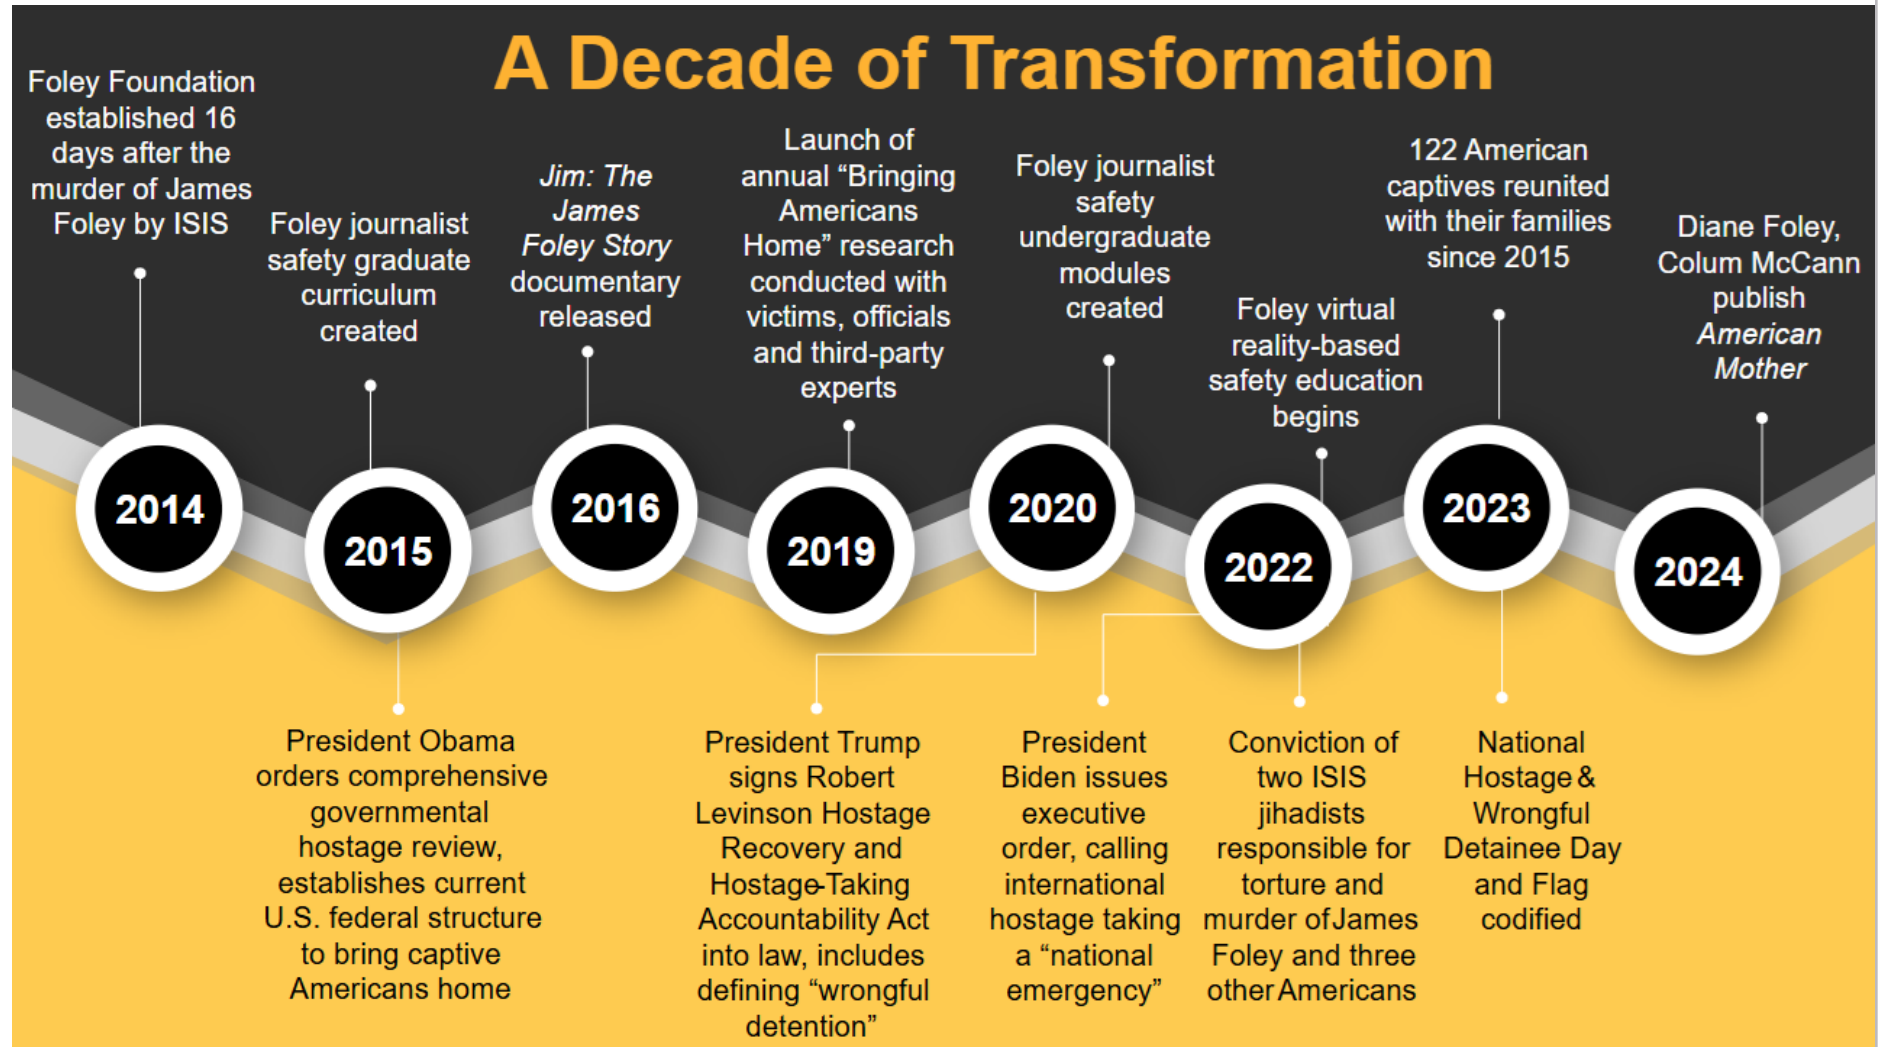 A Decade of Transformation
Foley Foundation
established 16
days after the
murder of James
Foley by ISIS
Foley journalist
safety graduate
curriculum
created
Jim: The
James
Foley Story
documentary
released
Launch of
annual “Bringing
Americans
Home” research
conducted with
victims, officials
and third-party
experts
Foley journalist
safety
undergraduate
modules
created
Foley virtual
reality-based
safety education
begins
122 American
captives reunited
with their families
since 2015
Diane Foley,
Colum McCann
publish
American
Mother
2014
2015
2016
2019
2020
2022
2023
2024
President Obama
orders comprehensive
governmental
hostage review,
establishes current
U.S. federal structure
to bring captive
Americans home
President Trump
signs Robert
Levinson Hostage
Recovery and
Hostage-Taking
Accountability Act
into law, includes
defining “wrongful
detention”
President
Biden issues
executive
order, calling
international
hostage taking
a “national
emergency”
Conviction of
two ISIS
jihadists
responsible for
torture and
murder of James
Foley and three
other Americans
National
Hostage &
Wrongful
Detainee Day
and Flag
codified